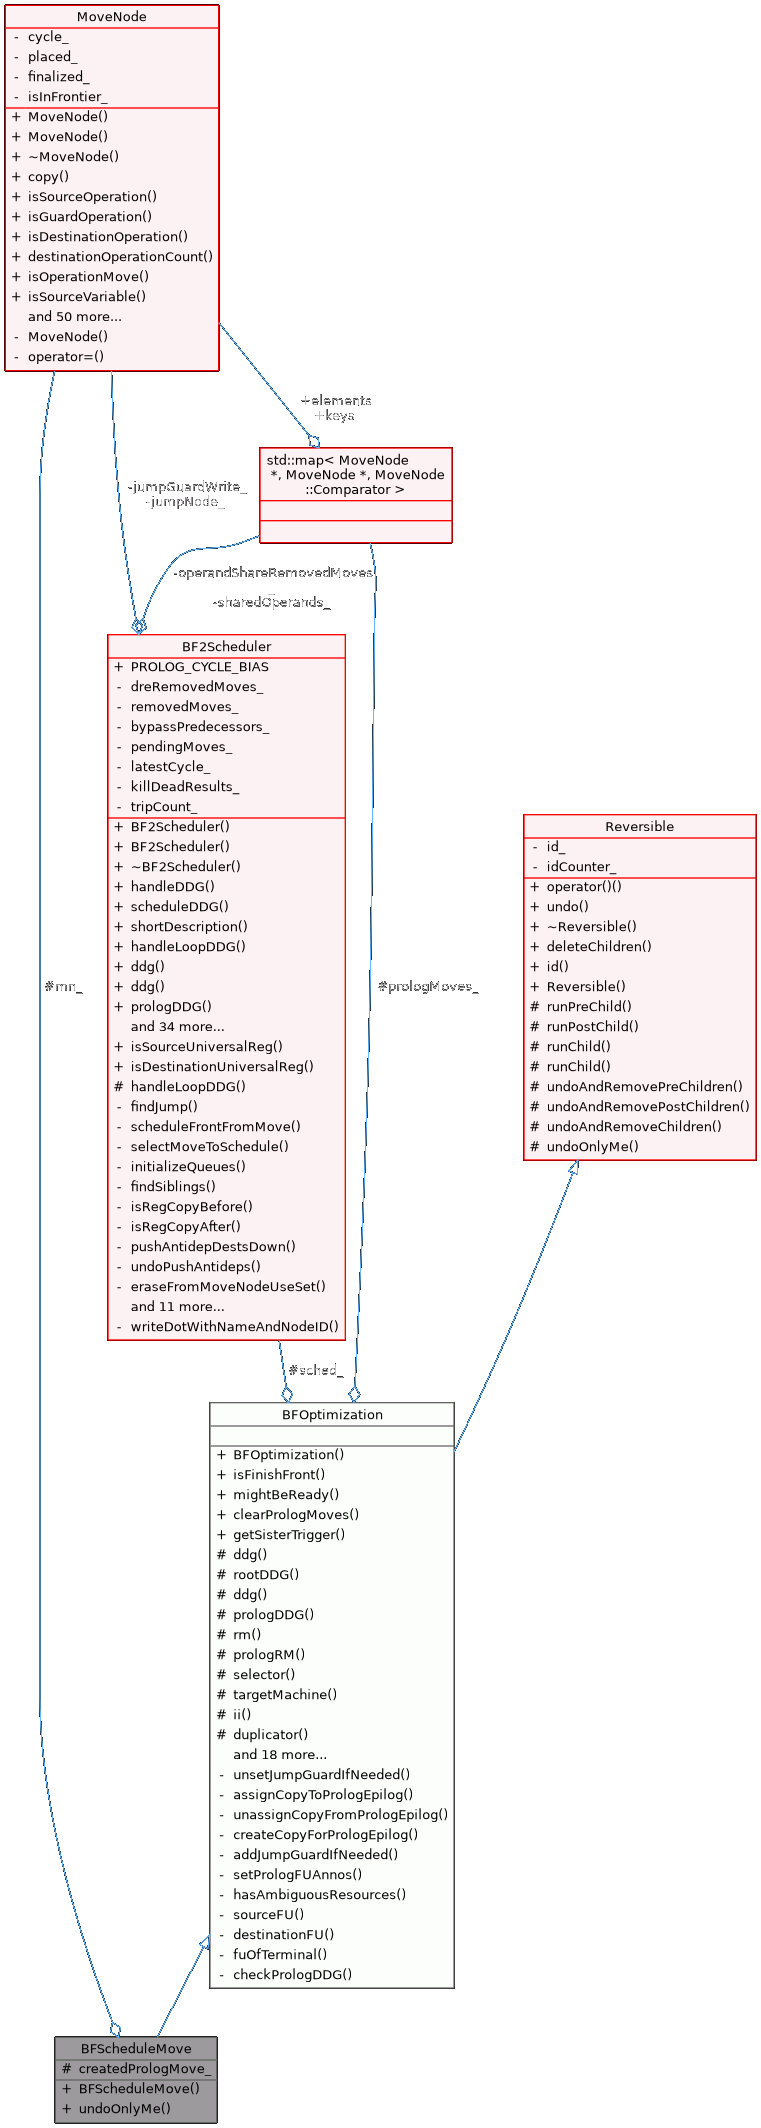 MoveNode
- cycle_
- placed_
- finalized_
- isInFrontier_
+ MoveNode()
+ MoveNode()
+ ~MoveNode()
+ copy()
+ isSourceOperation()
+ isGuardOperation()
+ isDestinationOperation()
+ destinationOperationCount()
+ isOperationMove()
+ isSourceVariable()
and 50 more...
- MoveNode()
- operator=()
+elements
+keys
std::map< MoveNode
*, MoveNode *, MoveNode
::Comparator >
-jumpGuardWrite_
-jumpNode_
-operandShareRemovedMoves
_
-sharedOperands_
BF2Scheduler
+ PROLOG_CYCLE_BIAS
- dreRemovedMoves_
- removedMoves_
- bypassPredecessors_
- pendingMoves_
- latestCycle_
- killDeadResults_
- tripCount_
+ BF2Scheduler()
+ BF2Scheduler()
+ ~BF2Scheduler()
+ handleDDG()
+ scheduleDDG()
+ shortDescription()
+ handleLoopDDG()
+ ddg()
+ ddg()
+ prologDDG()
and 34 more...
+ isSourceUniversalReg()
+ isDestinationUniversalReg()
# handleLoopDDG()
- findJump()
- scheduleFrontFromMove()
- selectMoveToSchedule()
- initializeQueues()
- findSiblings()
- isRegCopyBefore()
- isRegCopyAfter()
- pushAntidepDestsDown()
- undoPushAntideps()
- eraseFromMoveNodeUseSet()
and 11 more...
- writeDotWithNameAndNodeID()
Reversible
- id_
- idCounter_
+ operator()()
+ undo()
+ ~Reversible()
+ deleteChildren()
+ id()
+ Reversible()
# runPreChild()
# runPostChild()
# runChild()
# runChild()
# undoAndRemovePreChildren()
# undoAndRemovePostChildren()
# undoAndRemoveChildren()
# undoOnlyMe()
#mn_
#prologMoves_
#sched_
BFOptimization
+ BFOptimization()
+ isFinishFront()
+ mightBeReady()
+ clearPrologMoves()
+ getSisterTrigger()
# ddg()
# rootDDG()
# ddg()
# prologDDG()
# rm()
# prologRM()
# selector()
# targetMachine()
# ii()
# duplicator()
and 18 more...
- unsetJumpGuardIfNeeded()
- assignCopyToPrologEpilog()
- unassignCopyFromPrologEpilog()
- createCopyForPrologEpilog()
- addJumpGuardIfNeeded()
- setPrologFUAnnos()
- hasAmbiguousResources()
- sourceFU()
- destinationFU()
- fuOfTerminal()
- checkPrologDDG()
BFScheduleMove
# createdPrologMove_
+ BFScheduleMove()
+ undoOnlyMe()